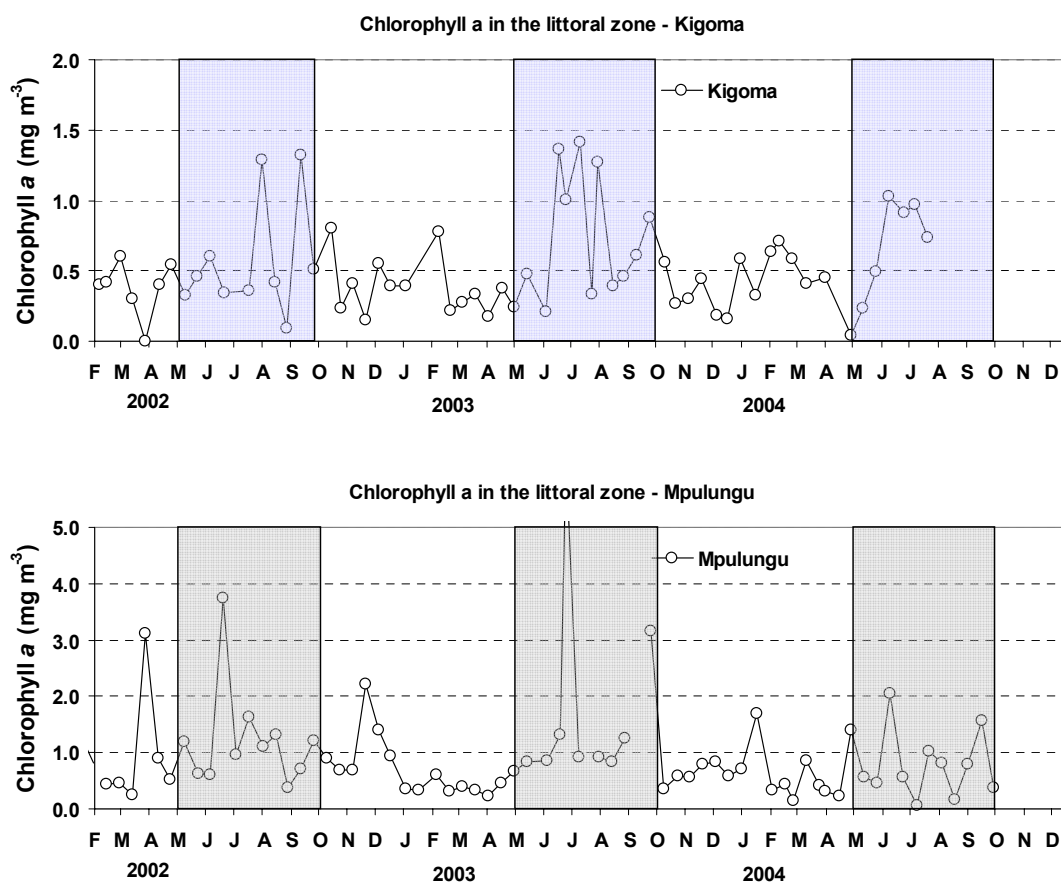 Chlorophyll a in the littoral zone - Kigoma
Chlorophyll a (mg m-3)
2.0
1.5
1.0
0.5
0.0
Kigoma
F M A M J J A S O N D J F M A M J J A S O N D J F M A M J J A S O N D
2002 2003 2004
Chlorophyll a in the littoral zone - Mpulungu
Chlorophyll a (mg m-3)
5.0
4.0
3.0
2.0
1.0
0.0
Mpulungu
F M A M J J A S O N D J F M A M J J A S O N D J F M A M J J A S O N D
2002 2003 2004